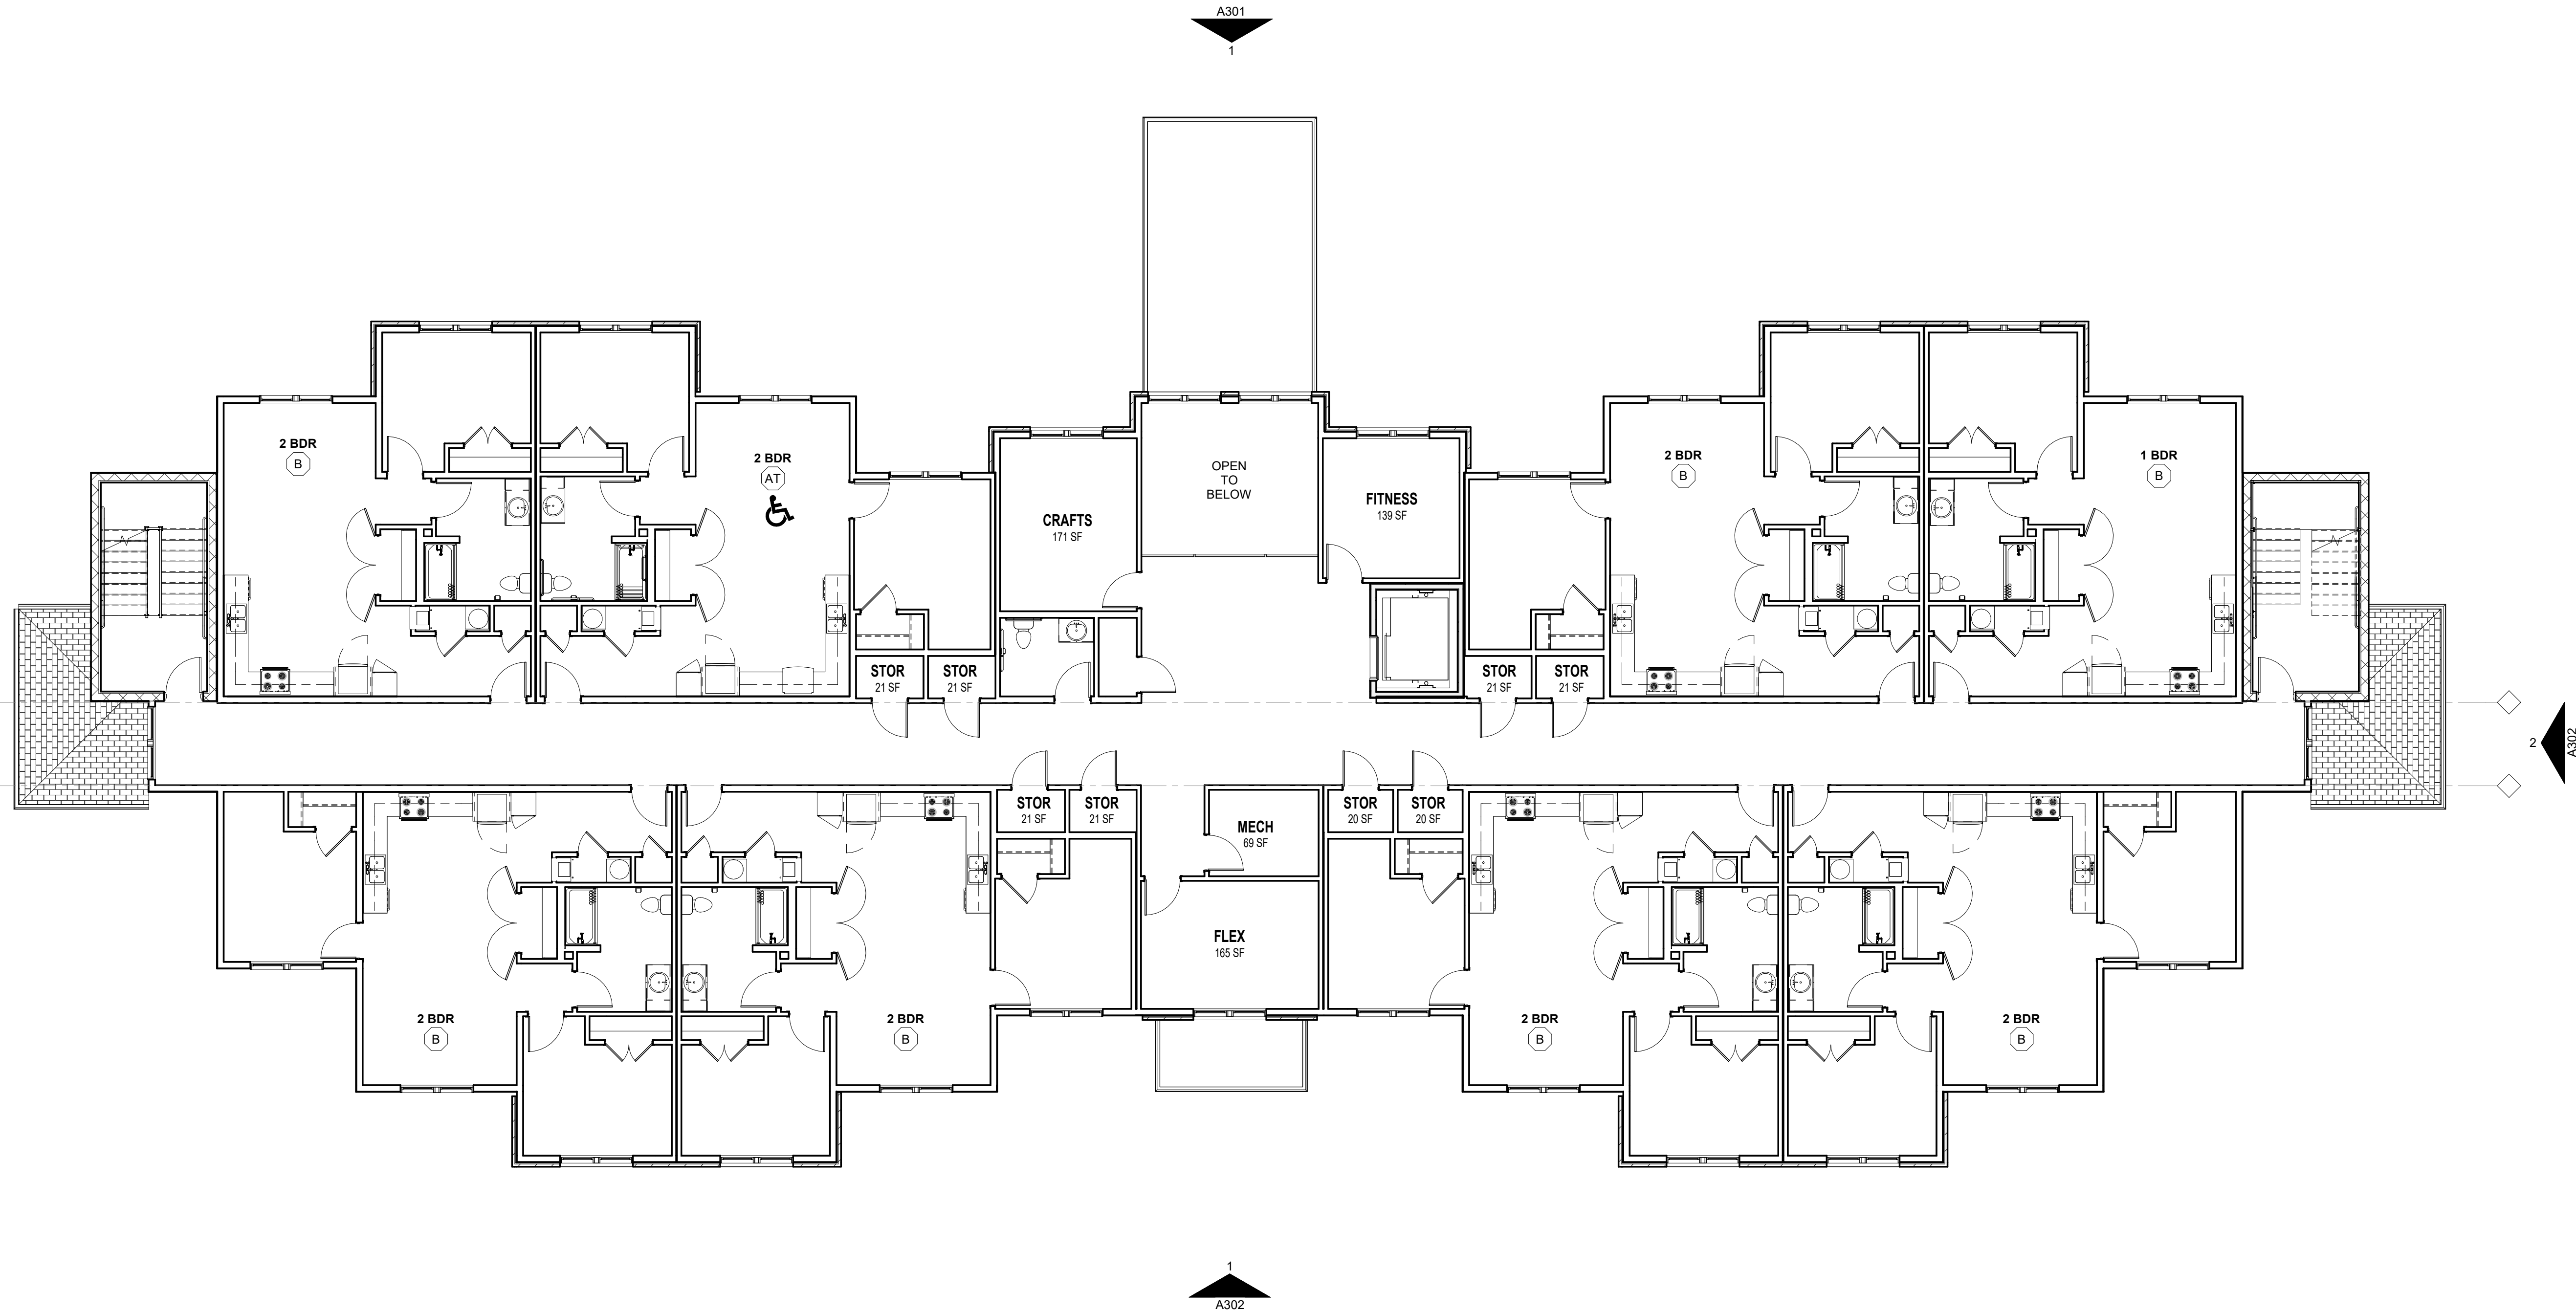 A301
1
2 BDR
B
2 BDR
AT
OPEN
TO
BELOW
CRAFTS
171 SF
FITNESS
139 SF
2 BDR
B
1 BDR
B
STOR
21 SF
STOR
21 SF
STOR
21 SF
STOR
21 SF
2
A302
STOR
21 SF
STOR
21 SF
MECH
69 SF
STOR
20 SF
STOR
20 SF
FLEX
165 SF
2 BDR
B
2 BDR
B
2 BDR
B
2 BDR
B
1
A302